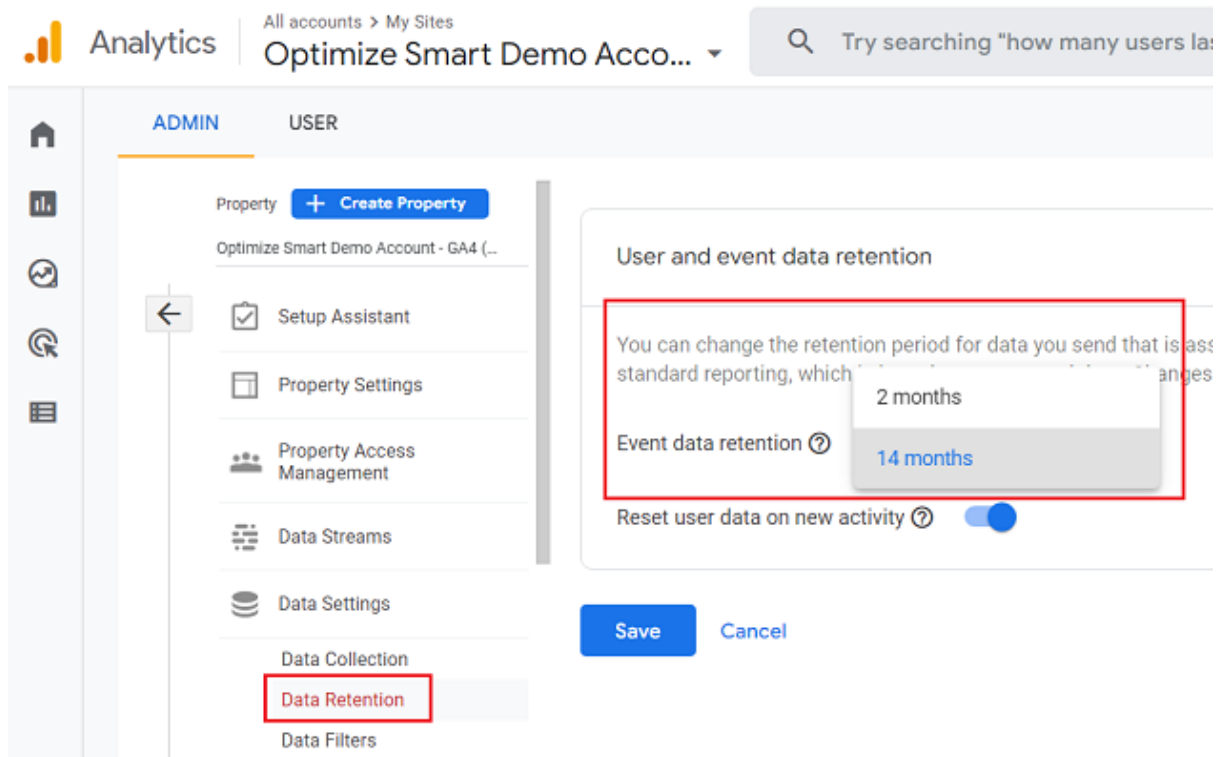 All accounts > My Sites
Analytics
Optimize Smart Demo Acco...
Try searching "how many users las
ADMIN USER
Property + Create Property
Optimize Smart Demo Account - GA4 (...
Setup Assistant
Property Settings
Property Access
Management
Data Streams
Data Settings
Data Collection
Data Retention
Data Filters
User and event data retention
You can change the retention period for data you send that is ass
standard reporting, which
anges
2 months
Event data retention
14 months
Reset user data on new activity
Save Cancel